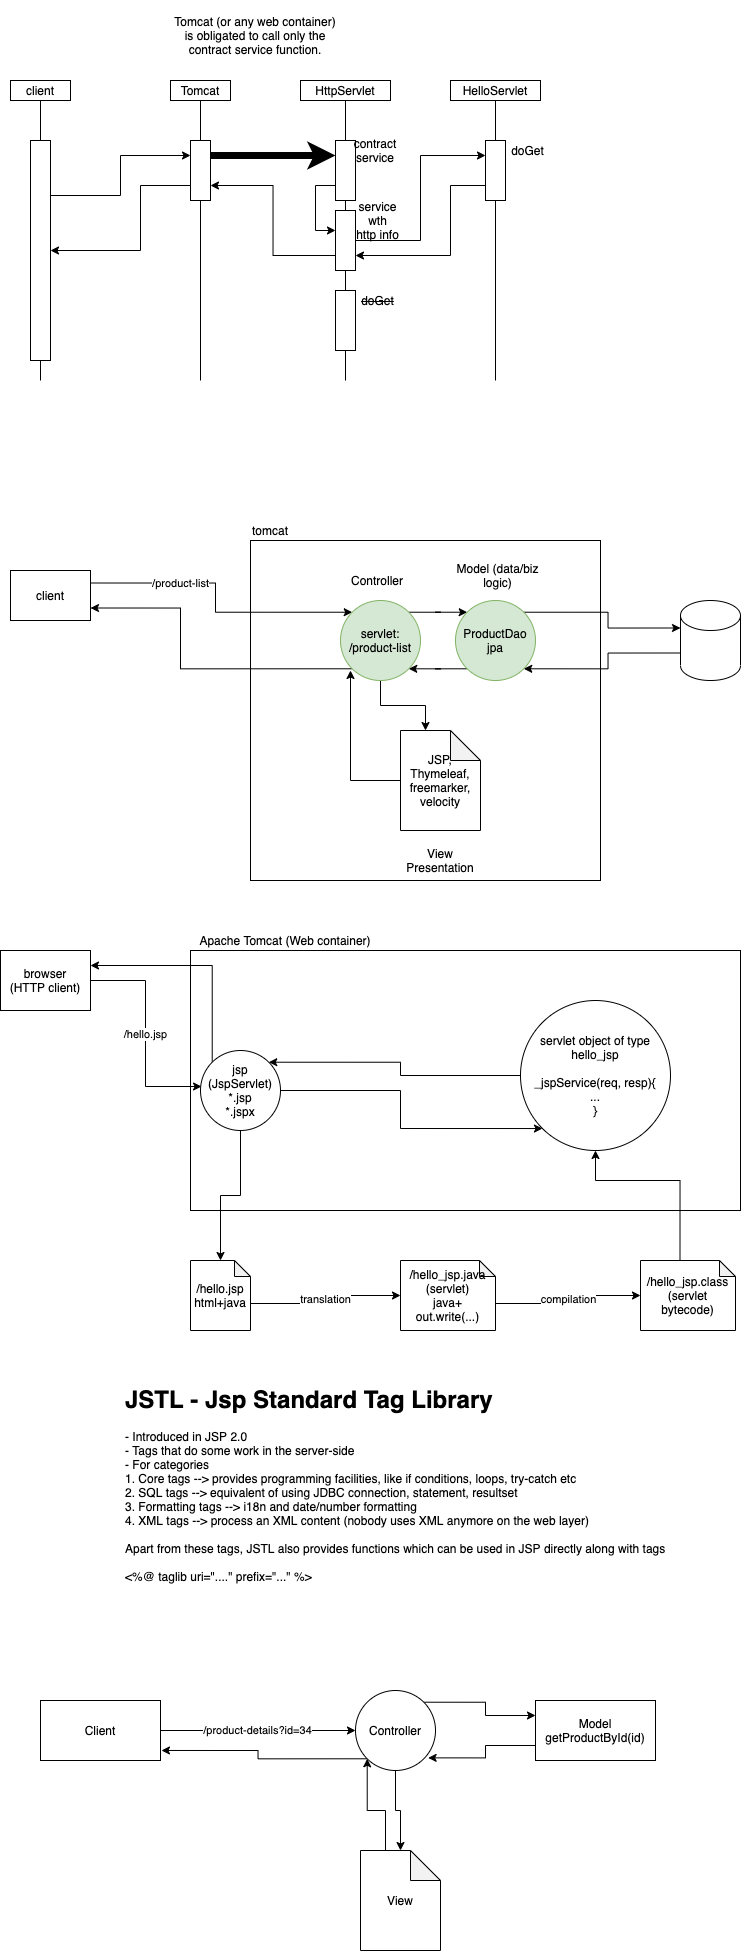 Tomcat (or any web container)
is obligated to call only the
contract service function.
client
Tomcat
HttpServlet
HelloServlet
contract
service
doGet
service
wth
http info
doGet
tomcat
client
/product-list
Controller
Model (data/biz
logic)
servlet:
/product-list
ProductDao
jpa
JSP,
Thymeleaf,
freemarker,
velocity
View
Presentation
Apache Tomcat (Web container)
browser
(HTTP client)
/hello.jsp
jsp
(JspServlet)
*.jsp
*.jspx
servlet object of type
hello_jsp
_jspService(req, resp){
...
}
/hello.jsp
html+java
translation
/hello_jsp.java
(servlet)
java+
out.write(...)
compilation
/hello_jsp.class
(servlet
bytecode)
JSTL - Jsp Standard Tag Library
- Introduced in JSP 2.0
- Tags that do some work in the server-side
- For categories
1. Core tags --> provides programming facilities, like if conditions, loops, try-catch etc
2. SQL tags --> equivalent of using JDBC connection, statement, resultset
3. Formatting tags --> i18n and date/number formatting
4. XML tags --> process an XML content (nobody uses XML anymore on the web layer)
Apart from these tags, JSTL also provides functions which can be used in JSP directly along with tags
<%@ taglib uri="...." prefix="..." %>
Client
/product-details?id=34
Controller
Model
getProductById(id)
View